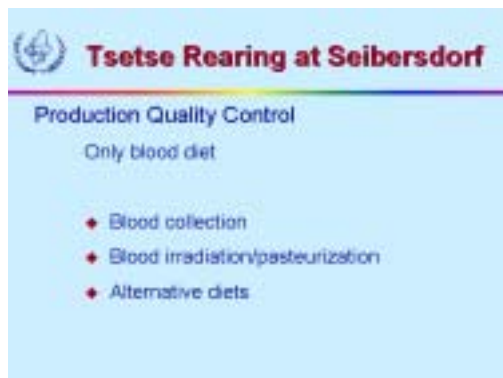 Tsetse Rearing at Seibersdorf
Production Quality Control
Only blood diet
Blood collection
Blood irradiation/pasteurization
Alternative diets